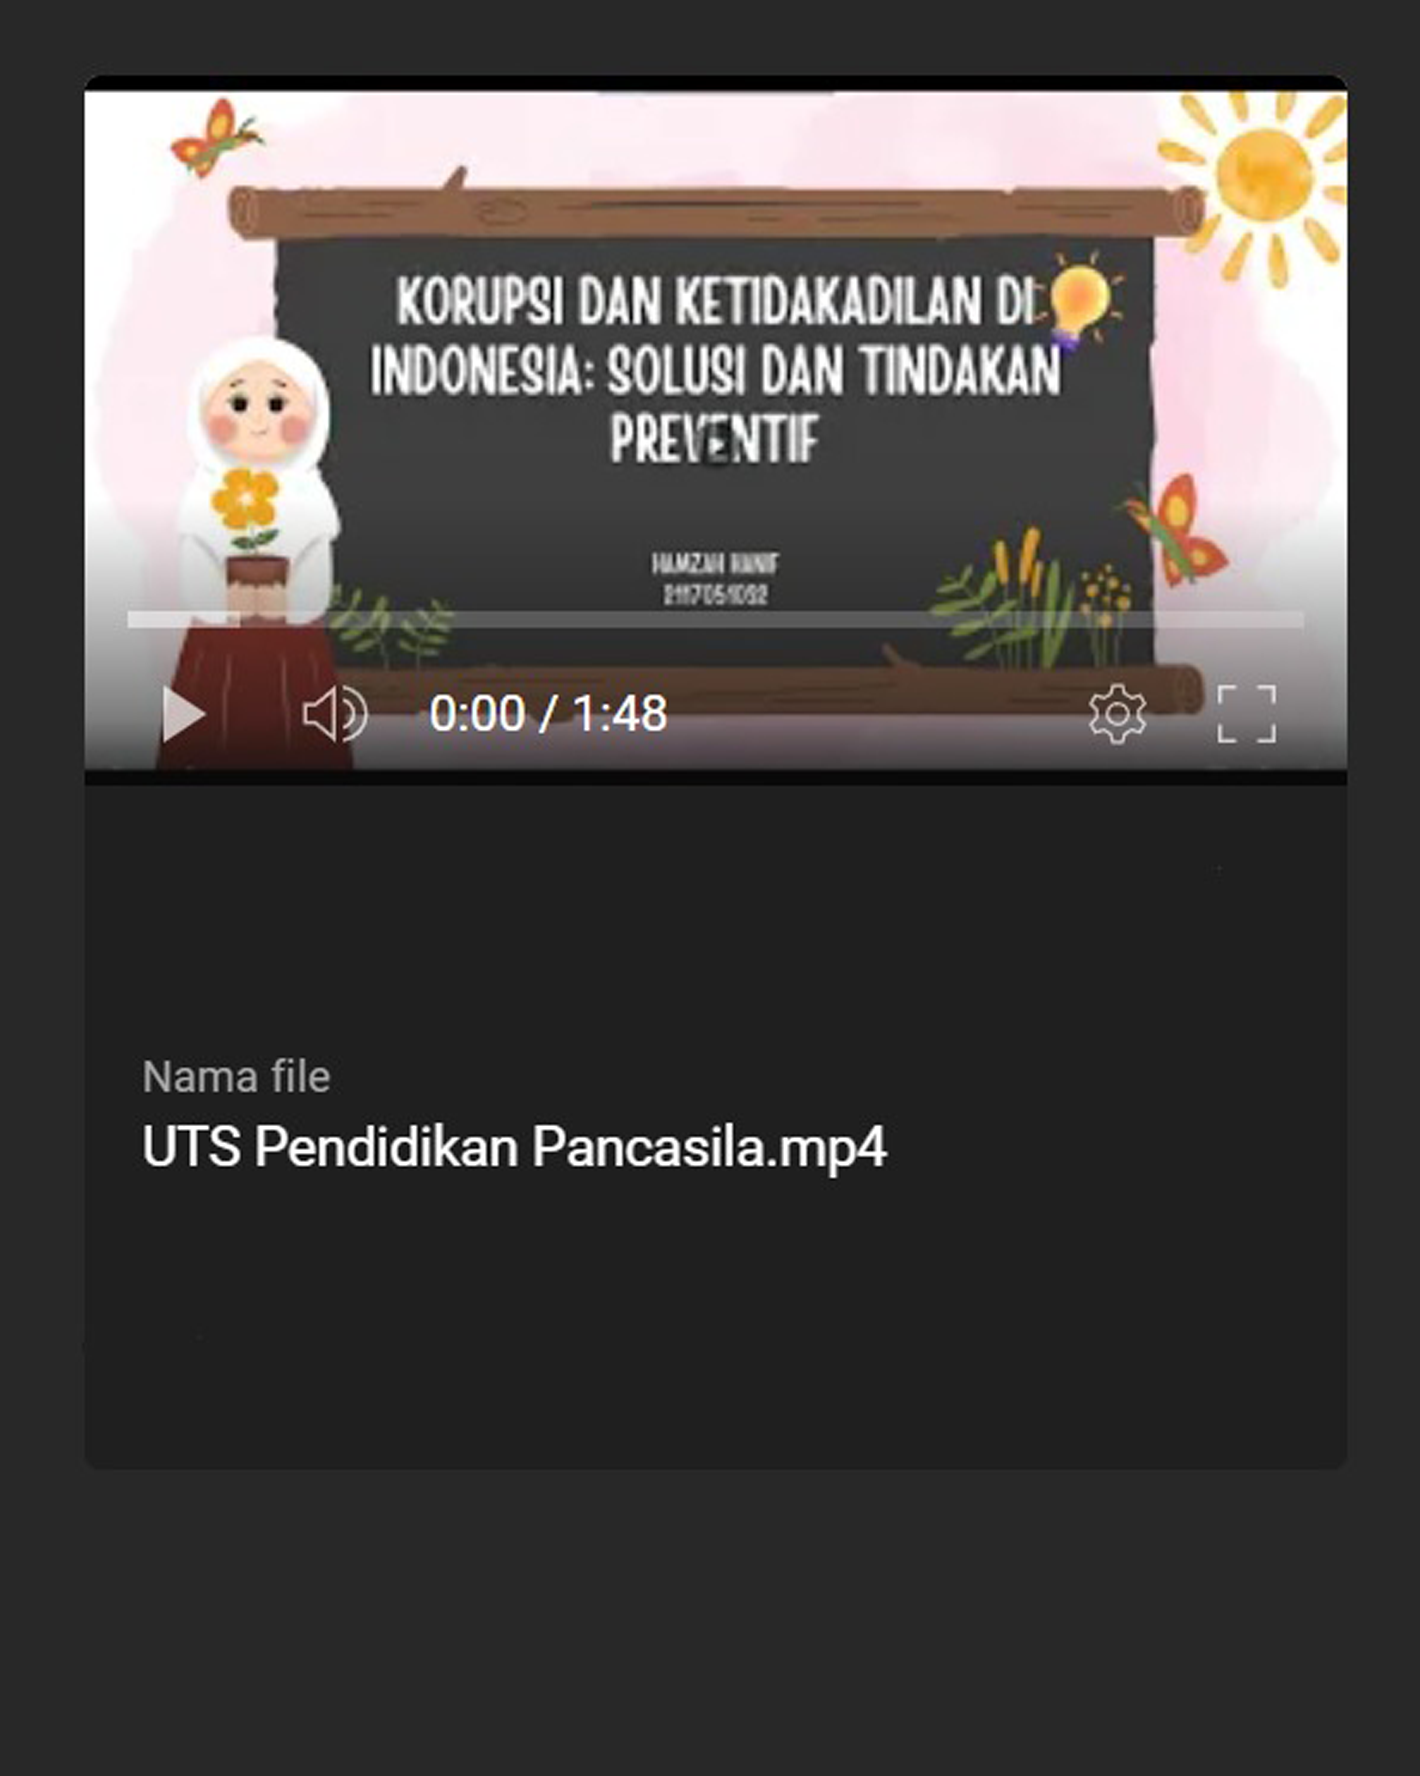 KORUPSI DAN KETIDAKADILAN DI
INDONESIA: SOLUSI DAN TINDAKAN
PREVENTIF
HAMZAH HANIF
2117051092
0:00 / 1:48
Nama file
UTS Pendidikan Pancasila.mp4